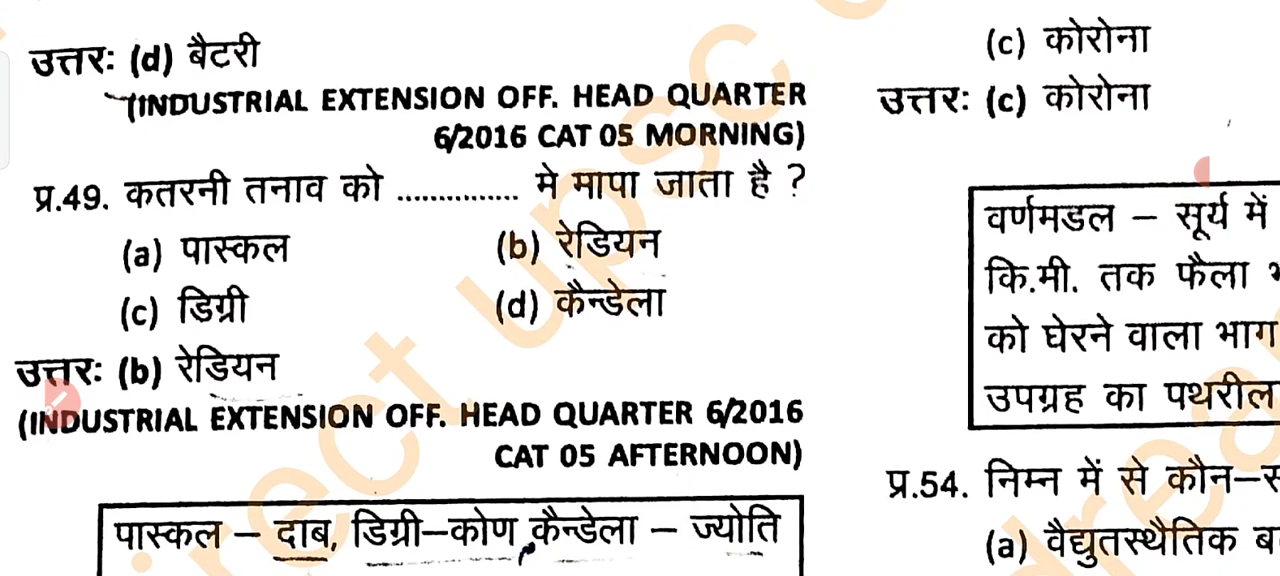 उत्तरः (d) बैटरी
(INDUSTRIAL EXTENSION OFF. HEAD QUARTER
6/2016 CAT 05 MORNING)
प्र.49. कतरनी तनाव को ............... मे मापा जाता है ?
(a) पास्कल (b) रेडियन
(c) डिग्री (d) कैन्डेला
उत्तरः (b) रेडियन
(INDUSTRIAL EXTENSION OFF. HEAD QUARTER 6/2016
CAT 05 AFTERNOON)
पास्कल – दाब, डिग्री–कोण, कैन्डेला – ज्योति
(c) कोरोना
उत्तरः (c) कोरोना
वर्णमडल – सूर्य में
कि.मी. तक फैला
को घेरने वाला भाग
उपग्रह का पथरील
प्र.54. निम्न में से कौन–
(a) वैद्युतस्थैतिक ब
rect upsc